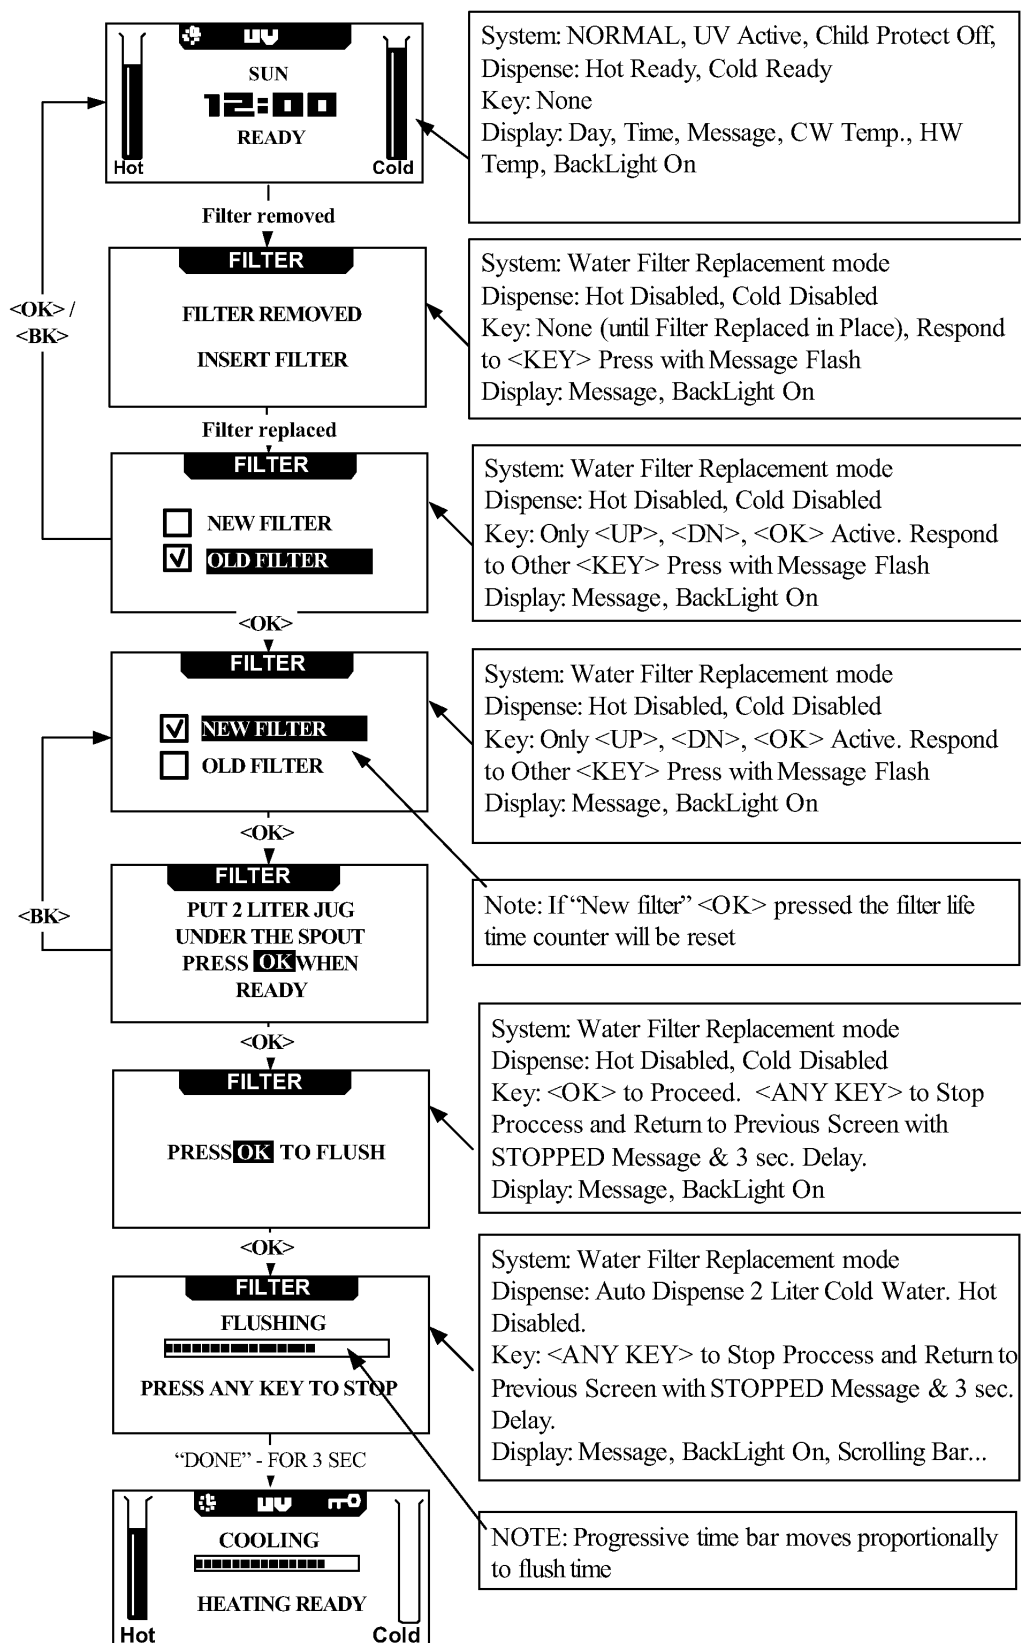 UV
SUN
12:00
READY
Hot
Cold
System: NORMAL, UV Active, Child Protect Off,
Dispense: Hot Ready, Cold Ready
Key: None
Display: Day, Time, Message, CW Temp., HW
Temp, BackLight On
Filter removed
FILTER
FILTER REMOVED
INSERT FILTER
System: Water Filter Replacement mode
Dispense: Hot Disabled, Cold Disabled
Key: None (until Filter Replaced in Place), Respond
to <KEY> Press with Message Flash
Display: Message, BackLight On
<OK> /
<BK>
Filter replaced
FILTER
NEW FILTER
OLD FILTER
System: Water Filter Replacement mode
Dispense: Hot Disabled, Cold Disabled
Key: Only <UP>, <DN>, <OK> Active. Respond
to Other <KEY> Press with Message Flash
Display: Message, BackLight On
<OK>
FILTER
NEW FILTER
OLD FILTER
System: Water Filter Replacement mode
Dispense: Hot Disabled, Cold Disabled
Key: Only <UP>, <DN>, <OK> Active. Respond
to Other <KEY> Press with Message Flash
Display: Message, BackLight On
<OK>
FILTER
PUT 2 LITER JUG
UNDER THE SPOUT
PRESS OK WHEN
READY
<BK>
Note: If “New filter” <OK> pressed the filter life
time counter will be reset
<OK>
FILTER
PRESS OK TO FLUSH
System: Water Filter Replacement mode
Dispense: Hot Disabled, Cold Disabled
Key: <OK> to Proceed. <ANY KEY> to Stop
Proccess and Return to Previous Screen with
STOPPED Message & 3 sec. Delay.
Display: Message, BackLight On
<OK>
FILTER
FLUSHING
PRESS ANY KEY TO STOP
System: Water Filter Replacement mode
Dispense: Auto Dispense 2 Liter Cold Water. Hot
Disabled.
Key: <ANY KEY> to Stop Proccess and Return to
Previous Screen with STOPPED Message & 3 sec.
Delay.
Display: Message, BackLight On, Scrolling Bar...
“DONE” - FOR 3 SEC
UV
COOLING
HEATING READY
Hot
Cold
NOTE: Progressive time bar moves proportionally
to flush time